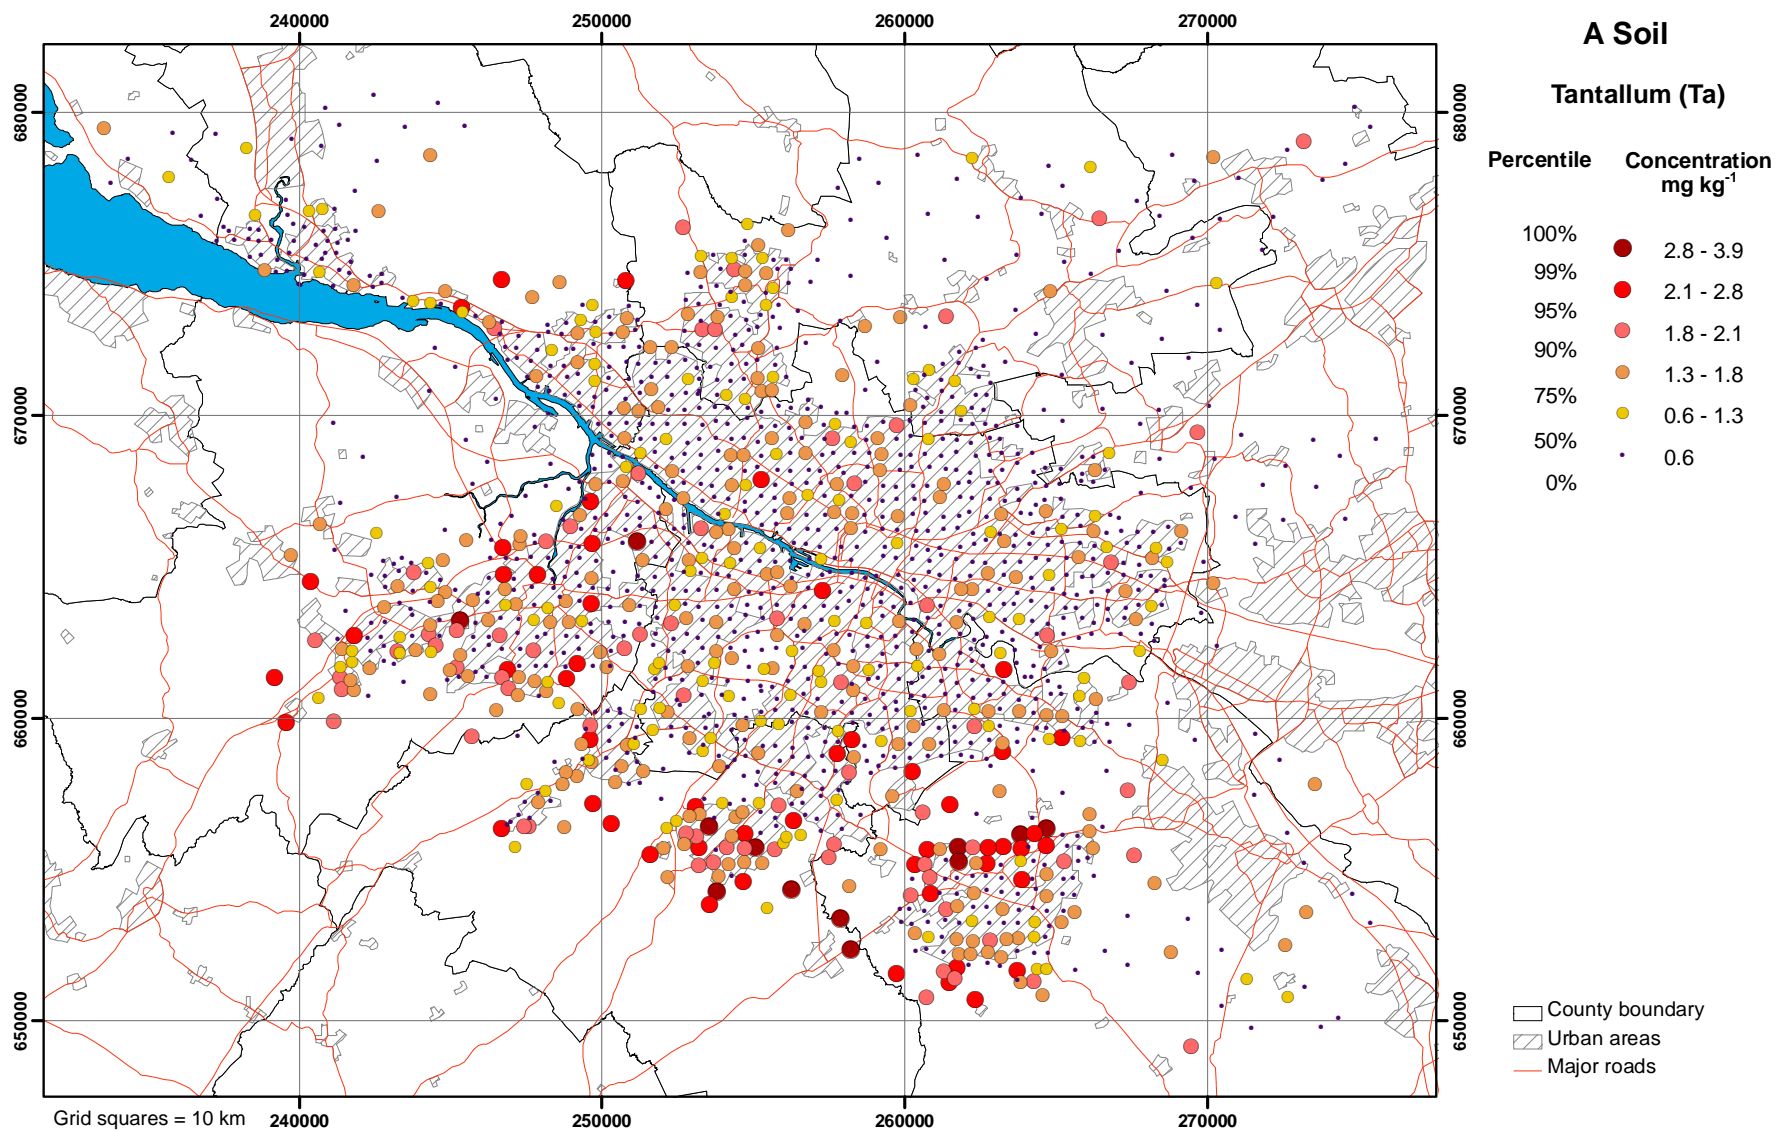 240000
250000
260000
270000
A Soil
Tantallum (Ta)
Percentile
Concentration
mg kg-1
100%
99%
95%
90%
75%
50%
0%
2.8 - 3.9
2.1 - 2.8
1.8 - 2.1
1.3 - 1.8
0.6 - 1.3
0.6
680000
680000
670000
670000
660000
660000
650000
650000
County boundary
Urban areas
Major roads
Grid squares = 10 km
240000
250000
260000
270000